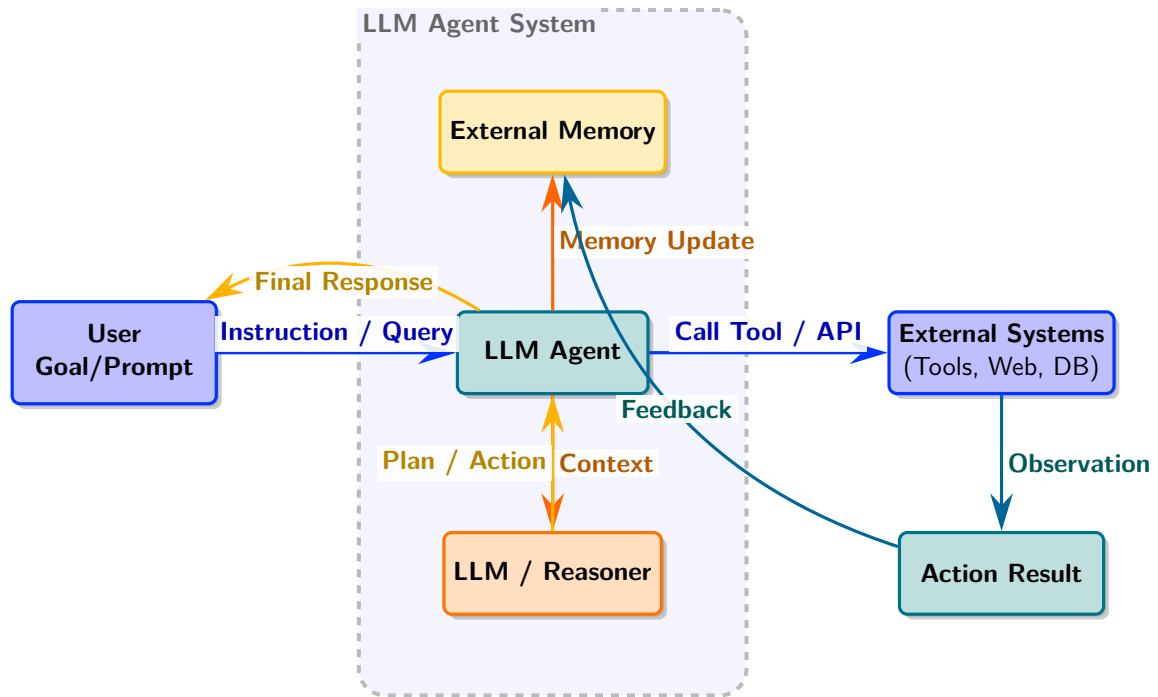 LLM Agent System
External Memory
Memory Update
Final Response
User
Goal/Prompt
Instruction / Query
LLM Agent
Call Tool / API
External Systems
(Tools, Web, DB)
Feedback
Plan / Action
Context
Observation
LLM / Reasoner
Action Result